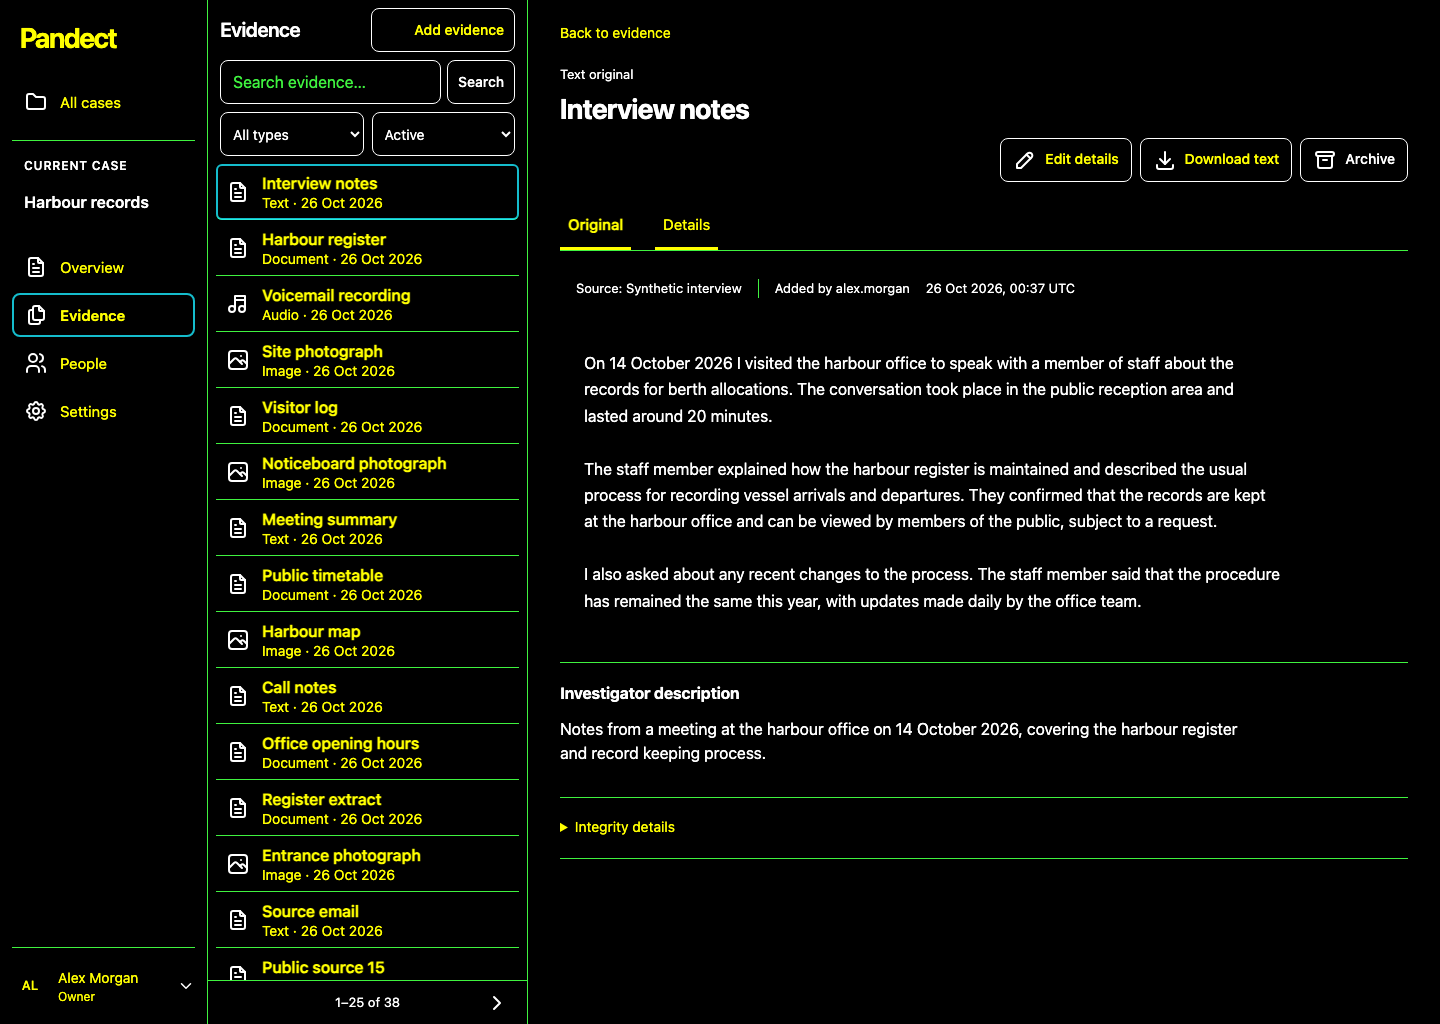 Pandect
All cases
CURRENT CASE
Harbour records
Overview
Evidence
People
Settings
AL
Alex Morgan
Owner
Evidence
Add evidence
Search evidence...
Search
All types
Active
Interview notes
Text · 26 Oct 2026
Harbour register
Document · 26 Oct 2026
Voicemail recording
Audio · 26 Oct 2026
Site photograph
Image · 26 Oct 2026
Visitor log
Document · 26 Oct 2026
Noticeboard photograph
Image · 26 Oct 2026
Meeting summary
Text · 26 Oct 2026
Public timetable
Document · 26 Oct 2026
Harbour map
Image · 26 Oct 2026
Call notes
Text · 26 Oct 2026
Office opening hours
Document · 26 Oct 2026
Register extract
Document · 26 Oct 2026
Entrance photograph
Image · 26 Oct 2026
Source email
Text · 26 Oct 2026
Public source 15
1–25 of 38
Back to evidence
Text original
Interview notes
Edit details
Download text
Archive
Original
Details
Source: Synthetic interview
Added by alex.morgan
26 Oct 2026, 00:37 UTC
On 14 October 2026 I visited the harbour office to speak with a member of staff about the
records for berth allocations. The conversation took place in the public reception area and
lasted around 20 minutes.
The staff member explained how the harbour register is maintained and described the usual
process for recording vessel arrivals and departures. They confirmed that the records are kept
at the harbour office and can be viewed by members of the public, subject to a request.
I also asked about any recent changes to the process. The staff member said that the procedure
has remained the same this year, with updates made daily by the office team.
Investigator description
Notes from a meeting at the harbour office on 14 October 2026, covering the harbour register
and record keeping process.
Integrity details